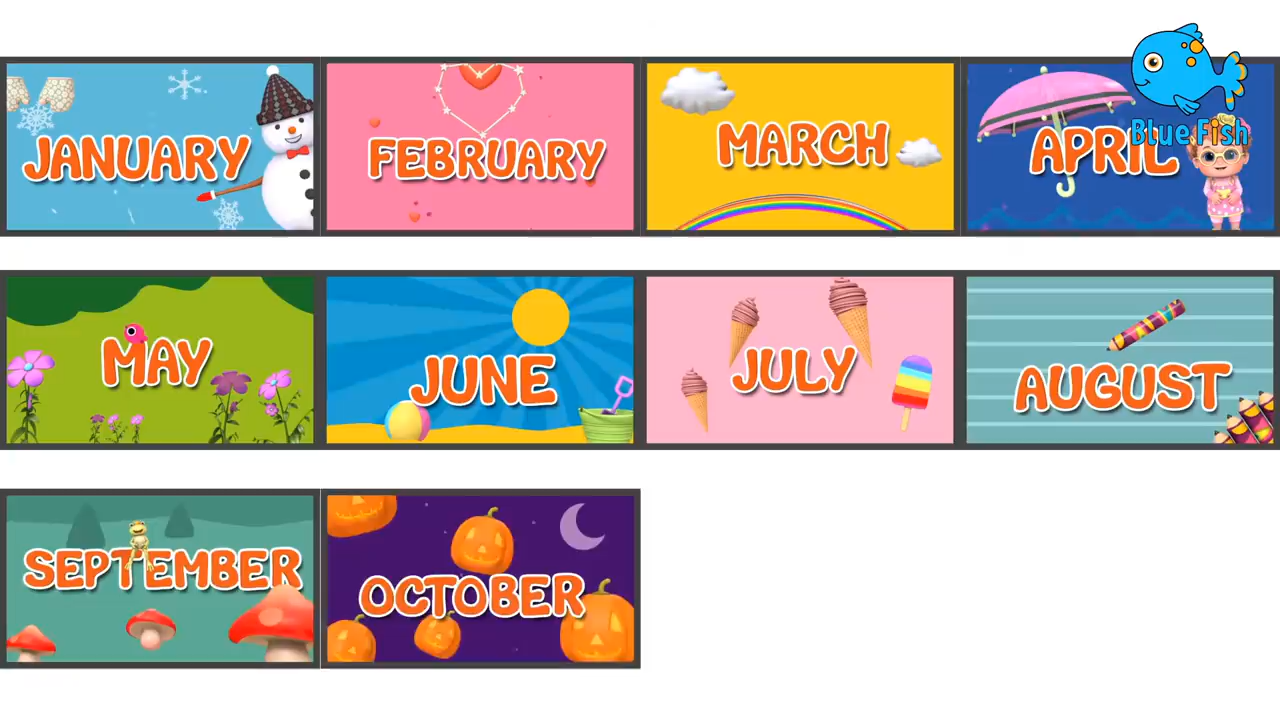 JANUARY
FEBRUARY
MARCH
APRIL
Blue Fish
MAY
JUNE
JULY
AUGUST
SEPTEMBER
OCTOBER